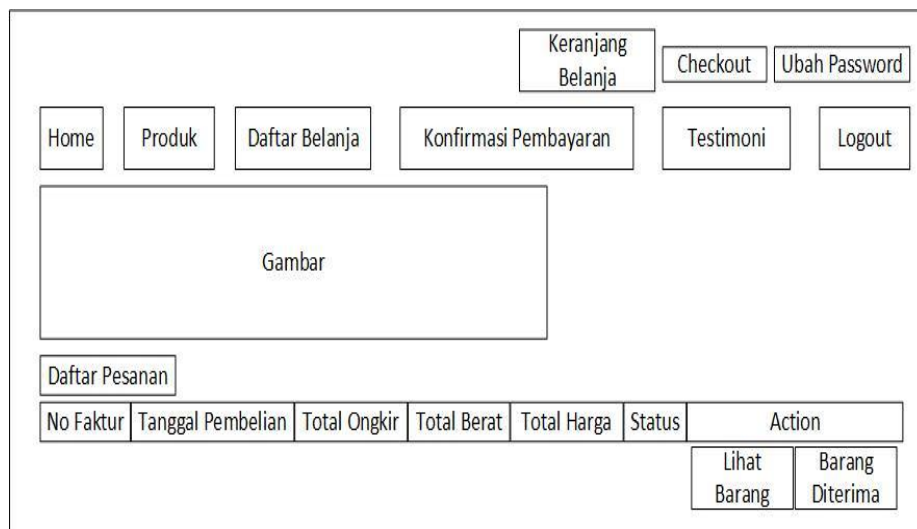 Keranjang
Belanja
Checkout
Ubah Password
Home
Produk
Daftar Belanja
Konfirmasi Pembayaran
Testimoni
Logout
Gambar
Daftar Pesanan
No Faktur
Tanggal Pembelian
Total Ongkir
Total Berat
Total Harga
Status
Action
Lihat
Barang
Barang
Diterima